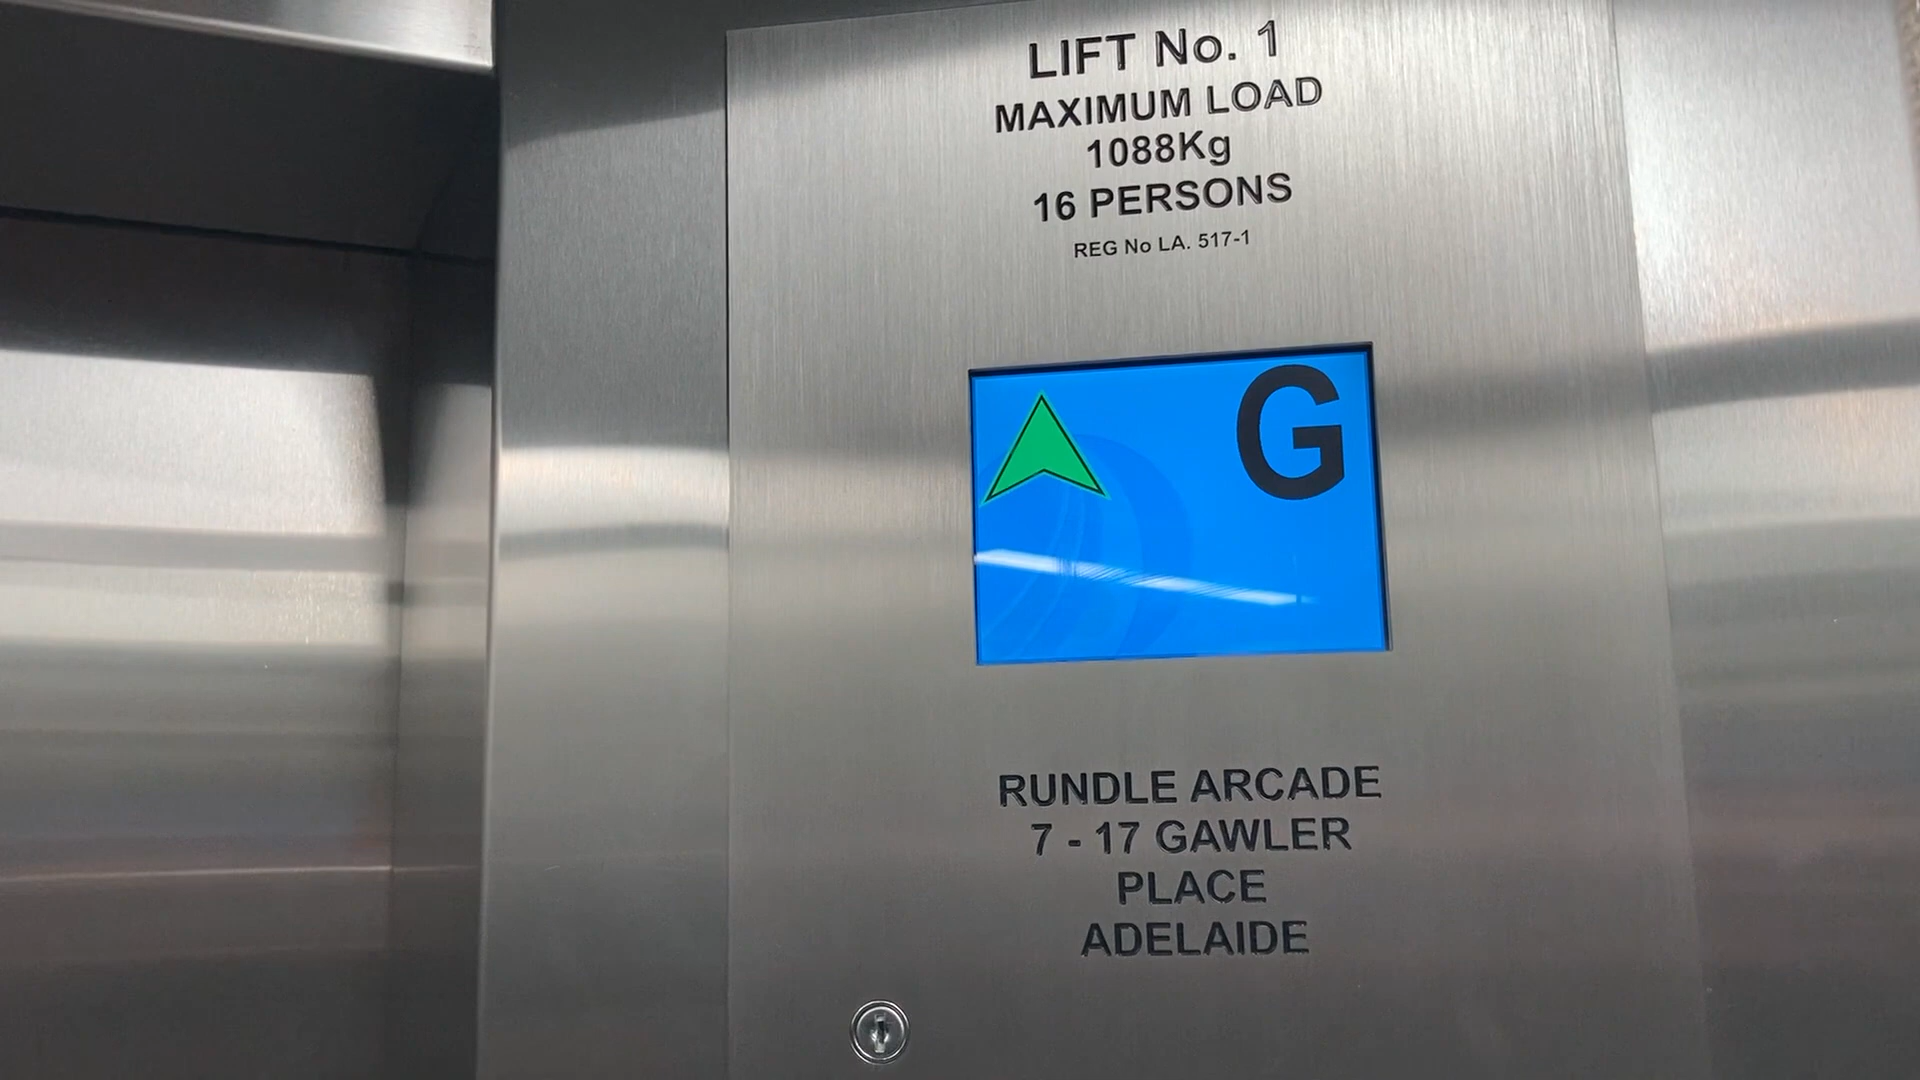 LIFT No. 1
MAXIMUM LOAD
1088Kg
16 PERSONS
REG No LA. 517-1
G
RUNDLE ARCADE
7 - 17 GAWLER
PLACE
ADELAIDE